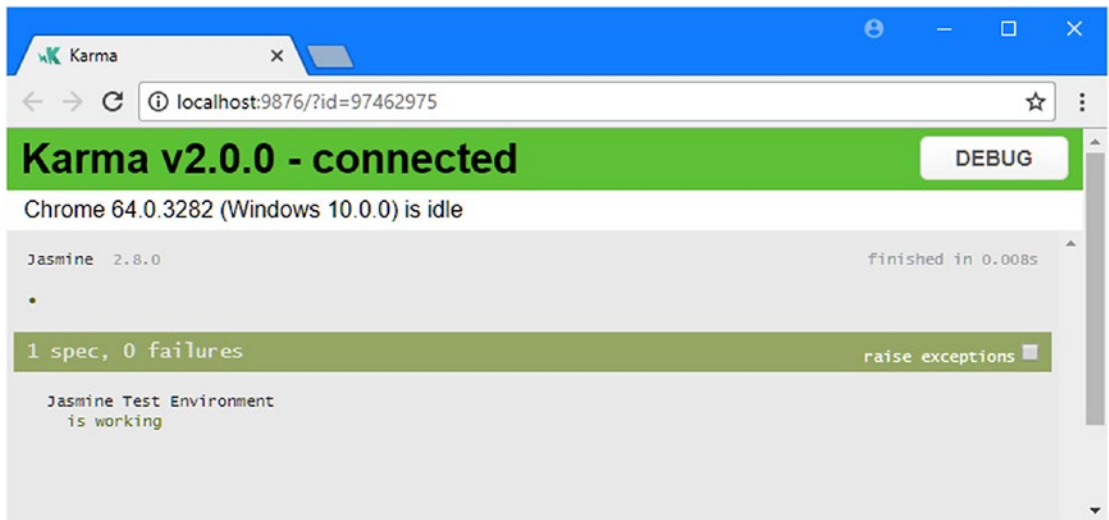 Karma
localhost:9876/?id=97462975
Karma v2.0.0 - connected
DEBUG
Chrome 64.0.3282 (Windows 10.0.0) is idle
Jasmine 2.8.0
finished in 0.008s
1 spec, 0 failures
raise exceptions
Jasmine Test Environment
is working